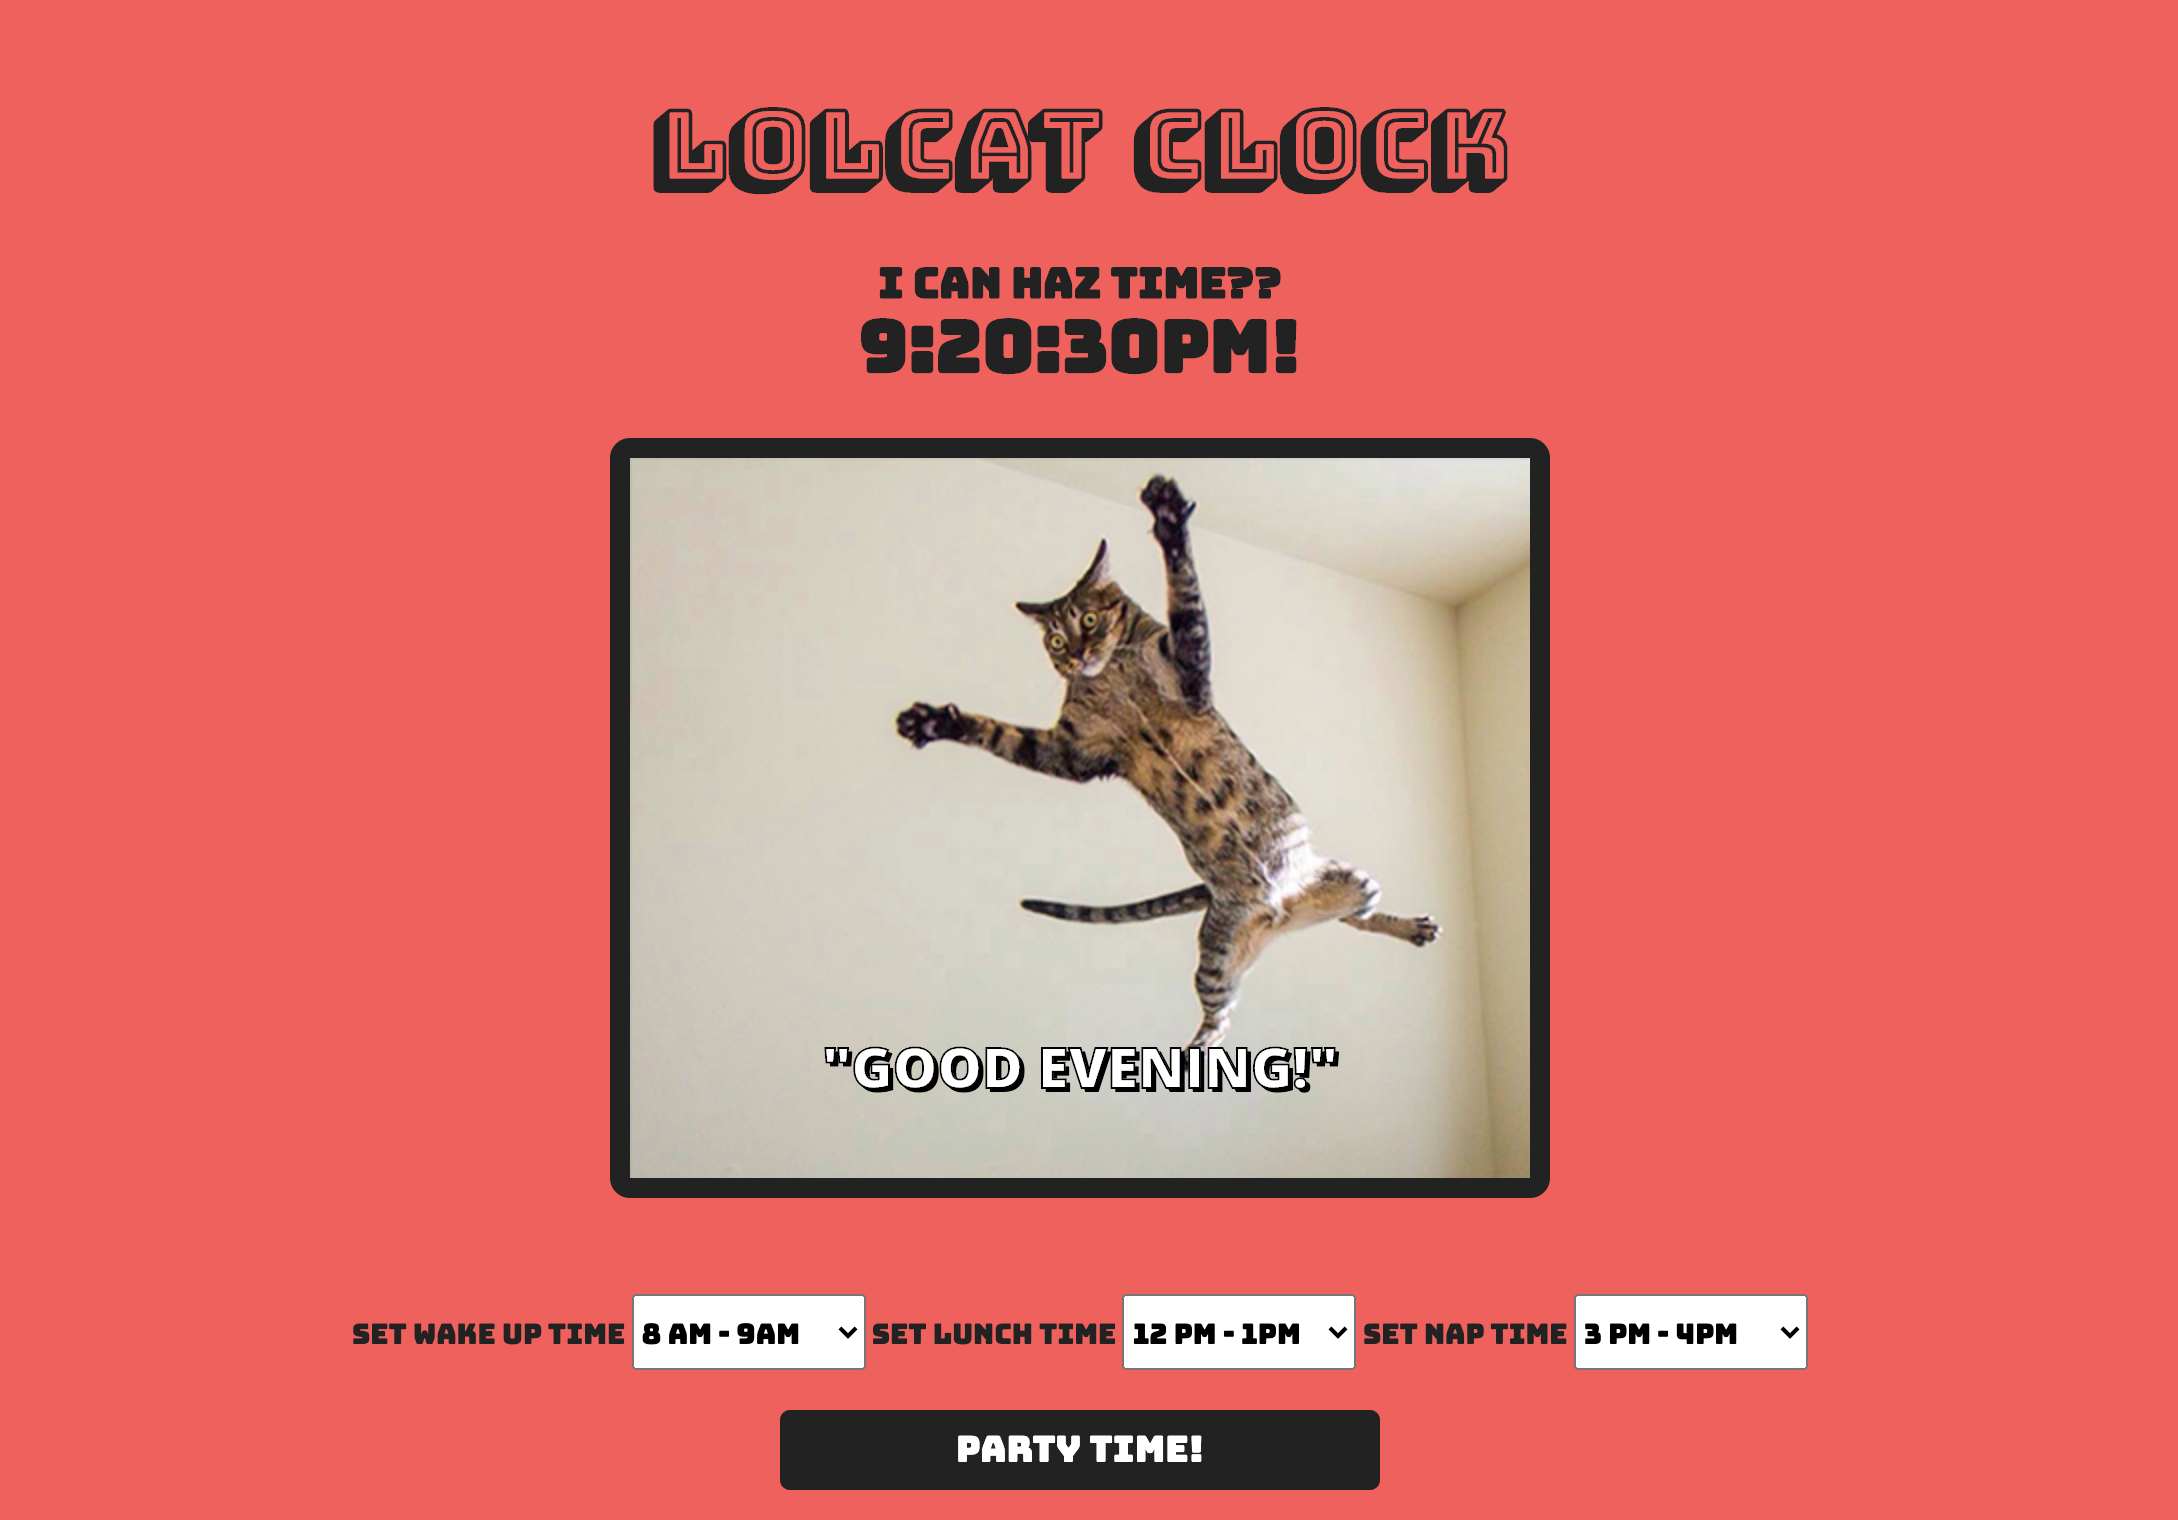 LOLCAT CLOCK
I CAN HAZ TIME??
9:20:30PM!
"GOOD EVENING!"
SET WAKE UP TIME 8 AM - 9AM SET LUNCH TIME 12 PM - 1PM SET NAP TIME 3 PM - 4PM
PARTY TIME!